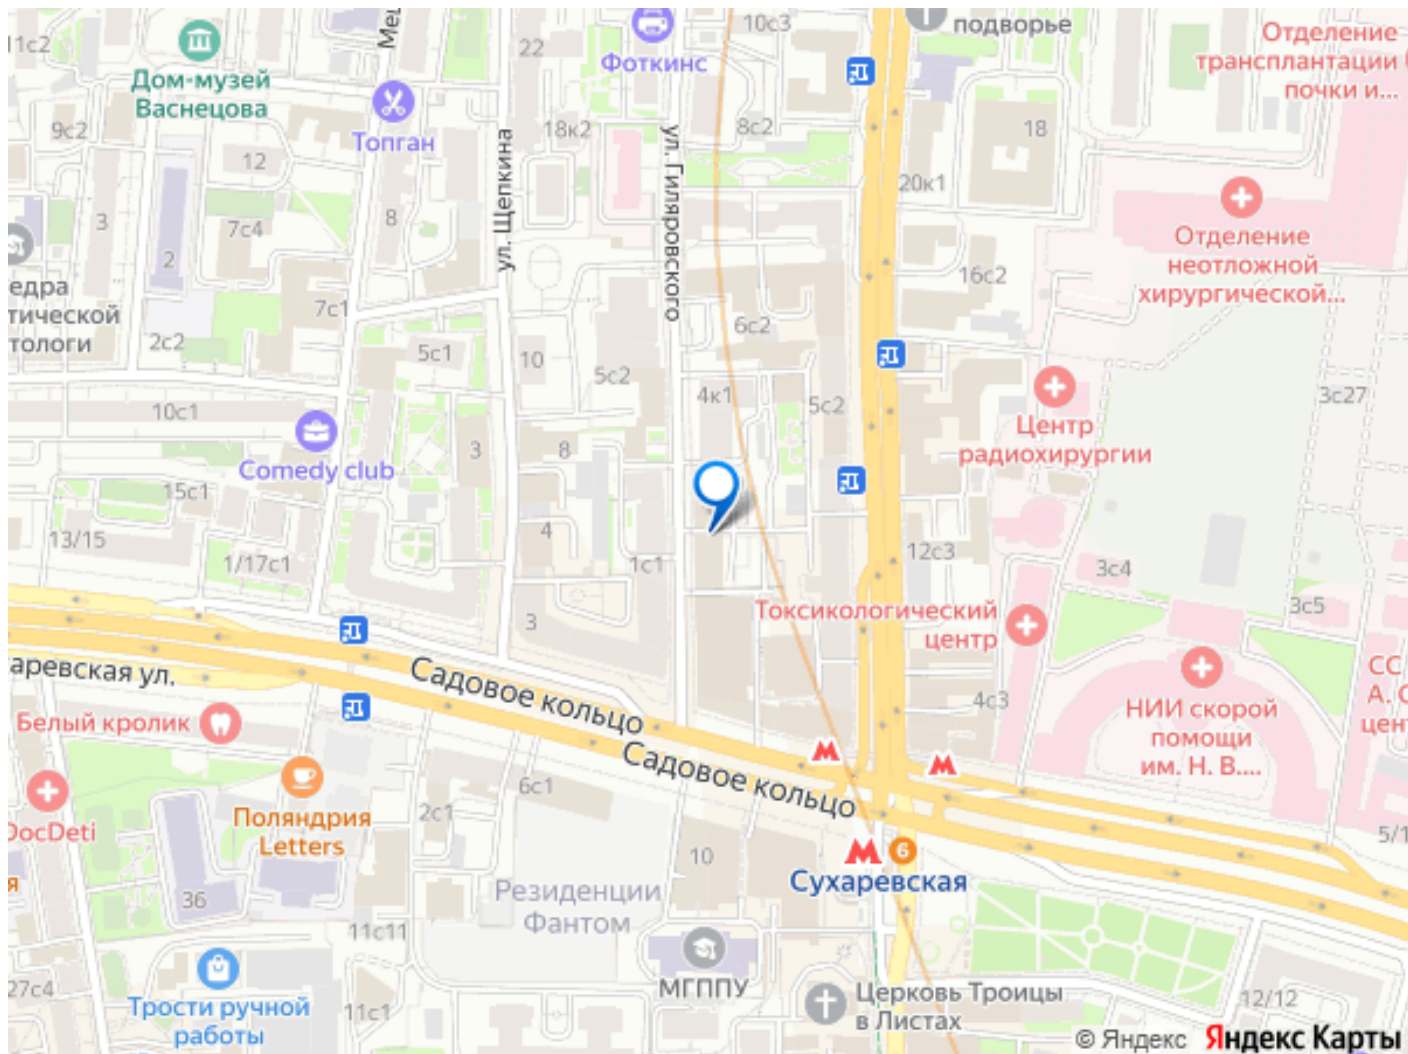 11с2
Дом-музей
Васнецова
Топган
22
Фоткинс
10с3
подворье
Отделение
трансплантации
почки и...
9с2
12
18к2
8с2
18
20к1
ул. Щепкина
ул. Гиляровского
3
2
7с4
8
16с2
Отделение
неотложной
хирургической...
едра
тической
тологи
7с1
2с2
5с1
10
5с2
6с2
4к1
5с2
3с27
10с1
Comedy club
3
8
Центр
радиохирургии
15с1
13/15
1/17с1
4
1с1
12с3
3с4
3с5
3
Токсикологический
центр
аревская ул.
Садовое кольцо
Садовое кольцо
4с3
НИИ скорой
помощи
им. Н. В....
СС
А. С
цент
Белый кролик
DocDeti
Поляндрия
Letters
6с1
2с1
10
6
Сухаревская
5/1
я
36
Резиденции
Фантом
11с11
МГППУ
Церковь Троицы
в Листах
27с4
Трости ручной
работы
11с1
12/12
© Яндекс Яндекс Карты